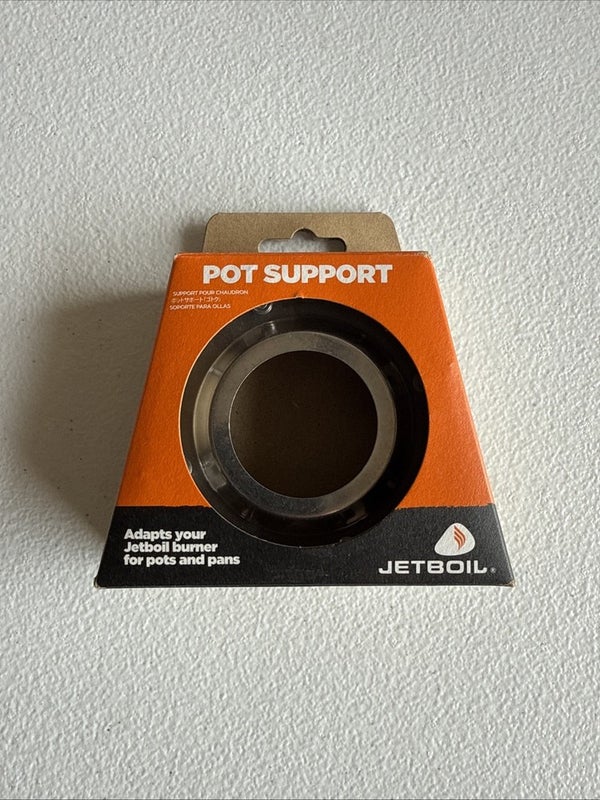 POT SUPPORT
SUPPORT POUR CHAUDRON
ポットサポート「ゴトク」
SOPORTE PARA OLLAS
Adapts your
Jetboil burner
for pots and pans
JETBOIL®